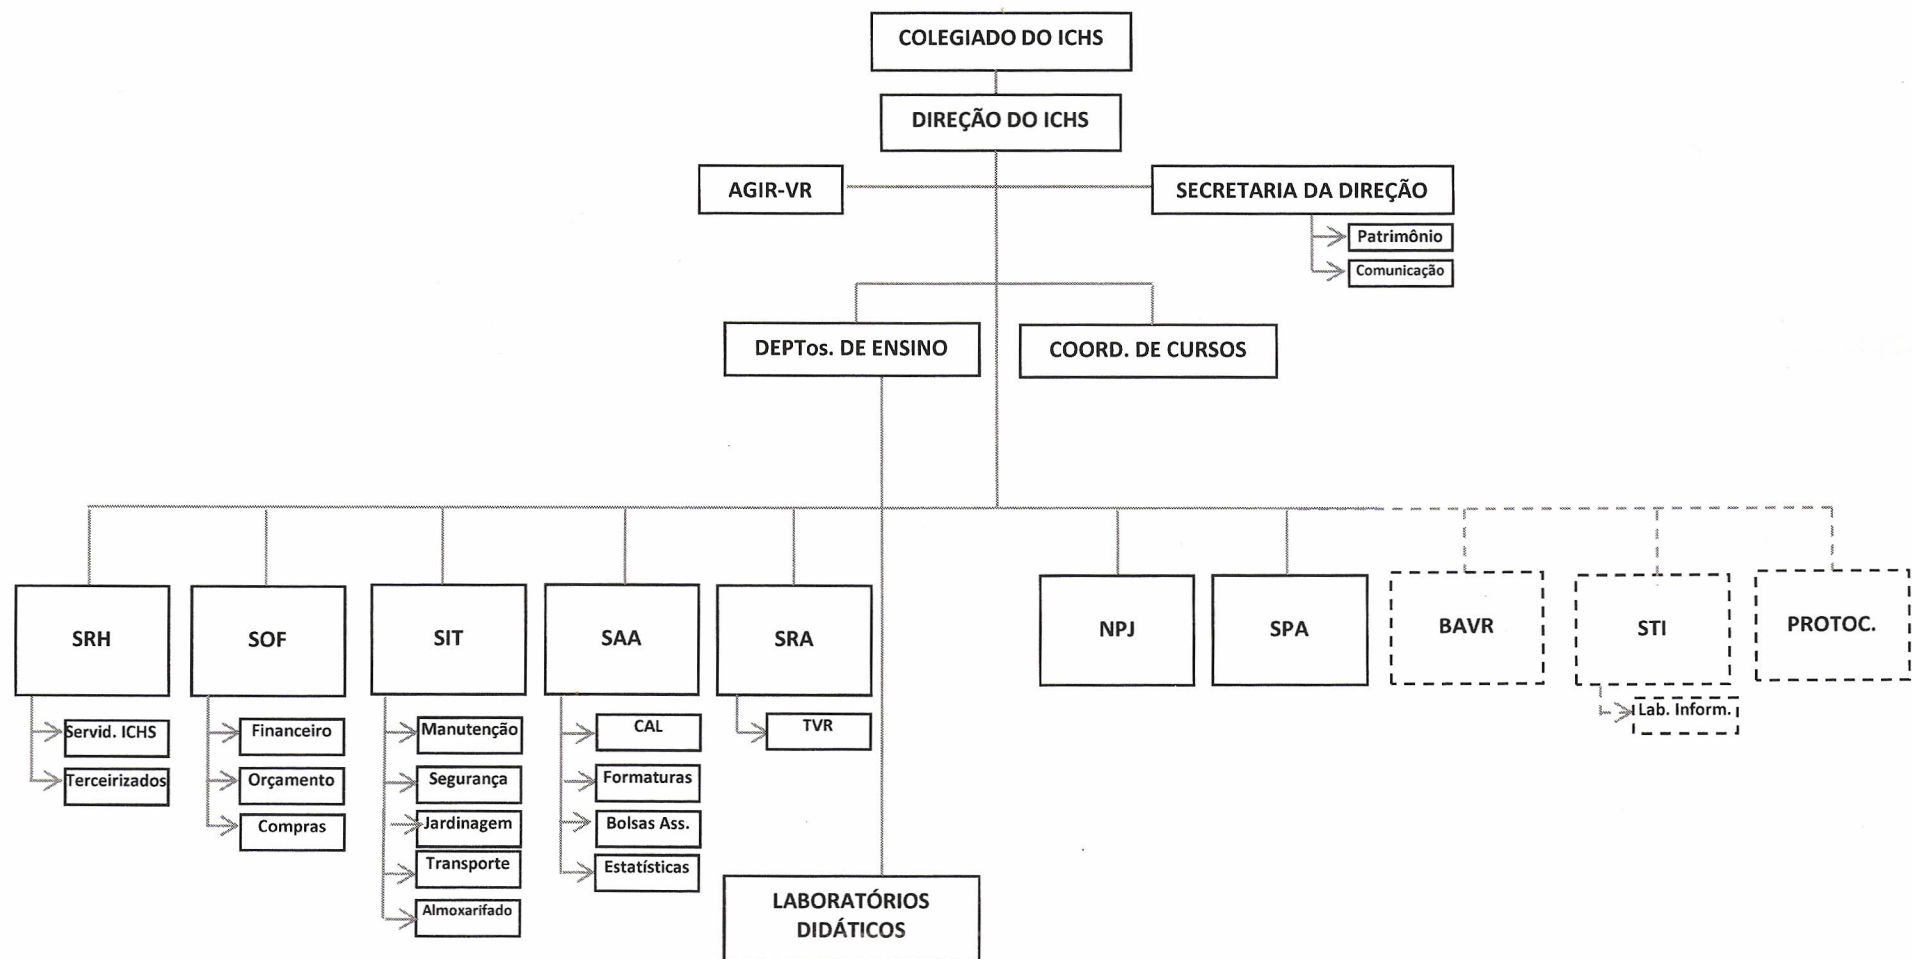 COLEGIADO DO ICHS
DIREÇÃO DO ICHS
AGIR-VR
SECRETARIA DA DIREÇÃO
Patrimônio
Comunicação
DEPTos. DE ENSINO
COORD. DE CURSOS
SRH
SOF
SIT
SAA
SRA
NPJ
SPA
BAVR
STI
PROTOC.
Servid. ICHS
Terceirizados
Financeiro
Orçamento
Compras
Manutenção
Segurança
Jardinagem
Transporte
Almoxarifado
CAL
Formaturas
Bolsas Ass.
Estatísticas
TVR
Lab. Inform.
LABORATÓRIOS
DIDÁTICOS